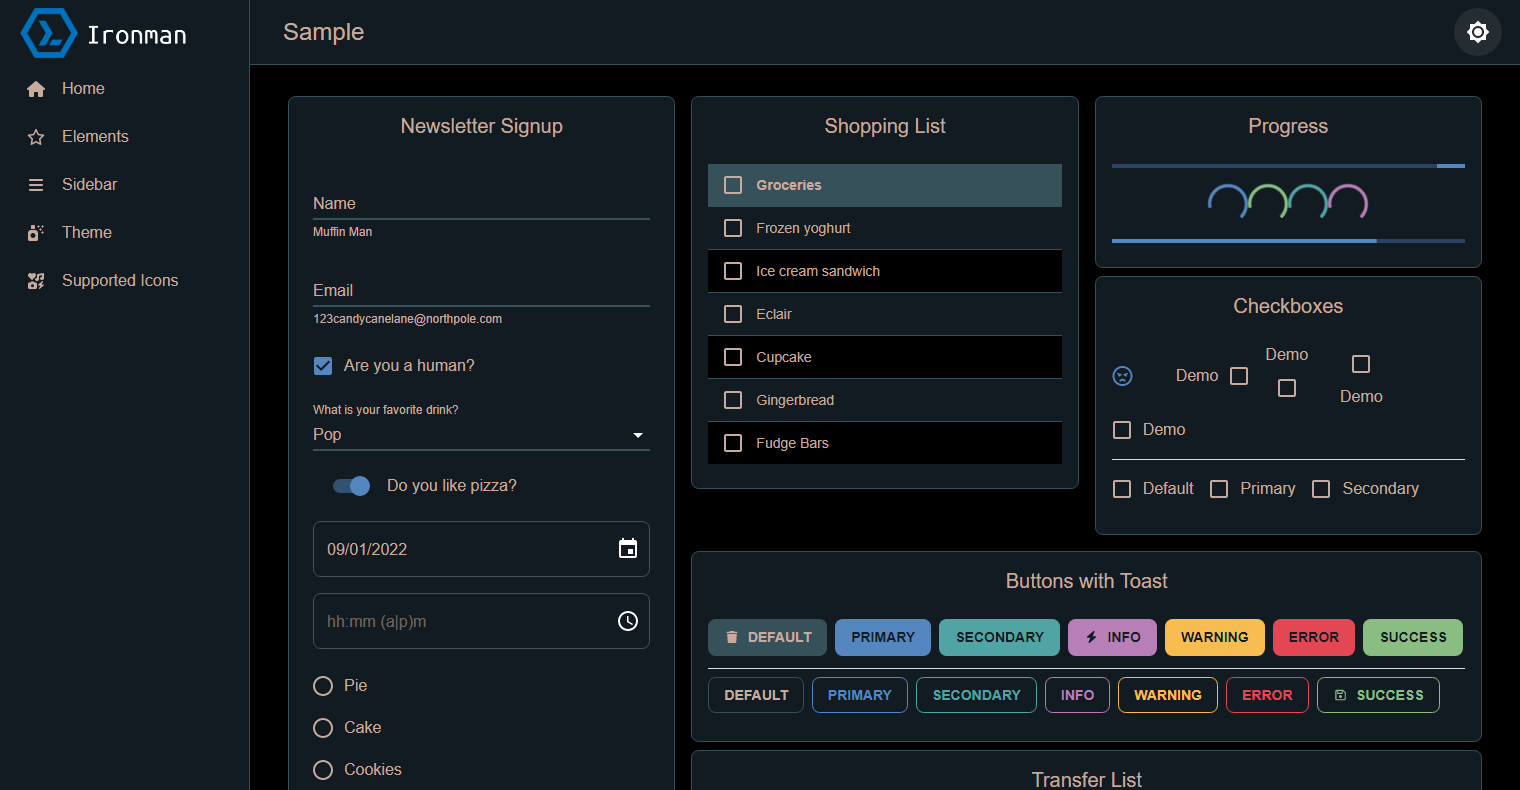 Ironman
Home
Elements
Sidebar
Theme
Supported Icons
Sample
Newsletter Signup
Name
Muffin Man
Email
123candycanelane@northpole.com
Are you a human?
What is your favorite drink?
Pop
Do you like pizza?
09/01/2022
hh:mm (a|p)m
Pie
Cake
Cookies
Shopping List
Groceries
Frozen yoghurt
Ice cream sandwich
Eclair
Cupcake
Gingerbread
Fudge Bars
Progress
Checkboxes
Demo
Demo
Demo
Demo
Default Primary Secondary
Buttons with Toast
DEFAULT PRIMARY SECONDARY INFO WARNING ERROR SUCCESS
DEFAULT PRIMARY SECONDARY INFO WARNING ERROR SUCCESS
Transfer List